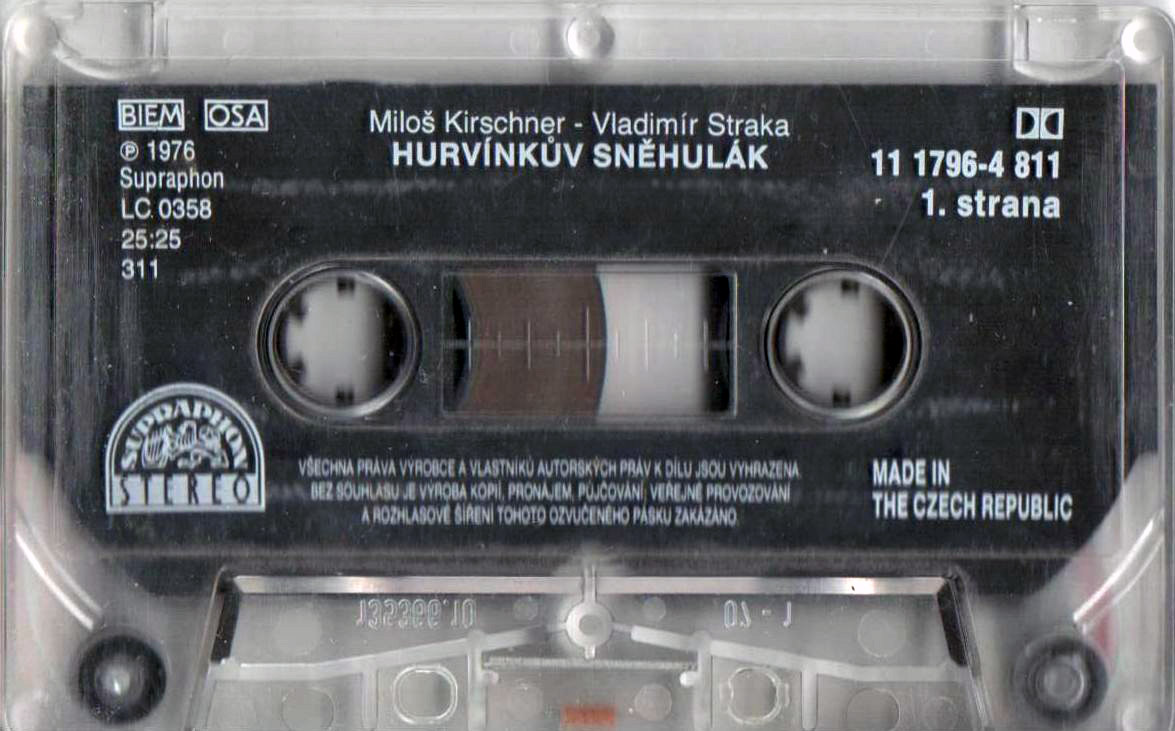 BIEM OSA
℗ 1976
Supraphon
LC 0358
25:25
311
Miloš Kirschner - Vladimír Straka
HURVÍNKŮV SNĚHULÁK
11 1796-4 811
1. strana
SUPRAPHON
STEREO
VŠECHNA PRÁVA VÝROBCE A VLASTNÍKŮ AUTORSKÝCH PRÁV K DÍLU JSOU VYHRAZENA.
BEZ SOUHLASU JE VÝROBA KOPIÍ, PRONÁJEM, PŮJČOVÁNÍ, VEŘEJNÉ PROVOZOVÁNÍ
A ROZHLASOVÉ ŠÍŘENÍ TOHOTO OZVUČENÉHO PÁSKU ZAKÁZÁNO.
MADE IN
THE CZECH REPUBLIC